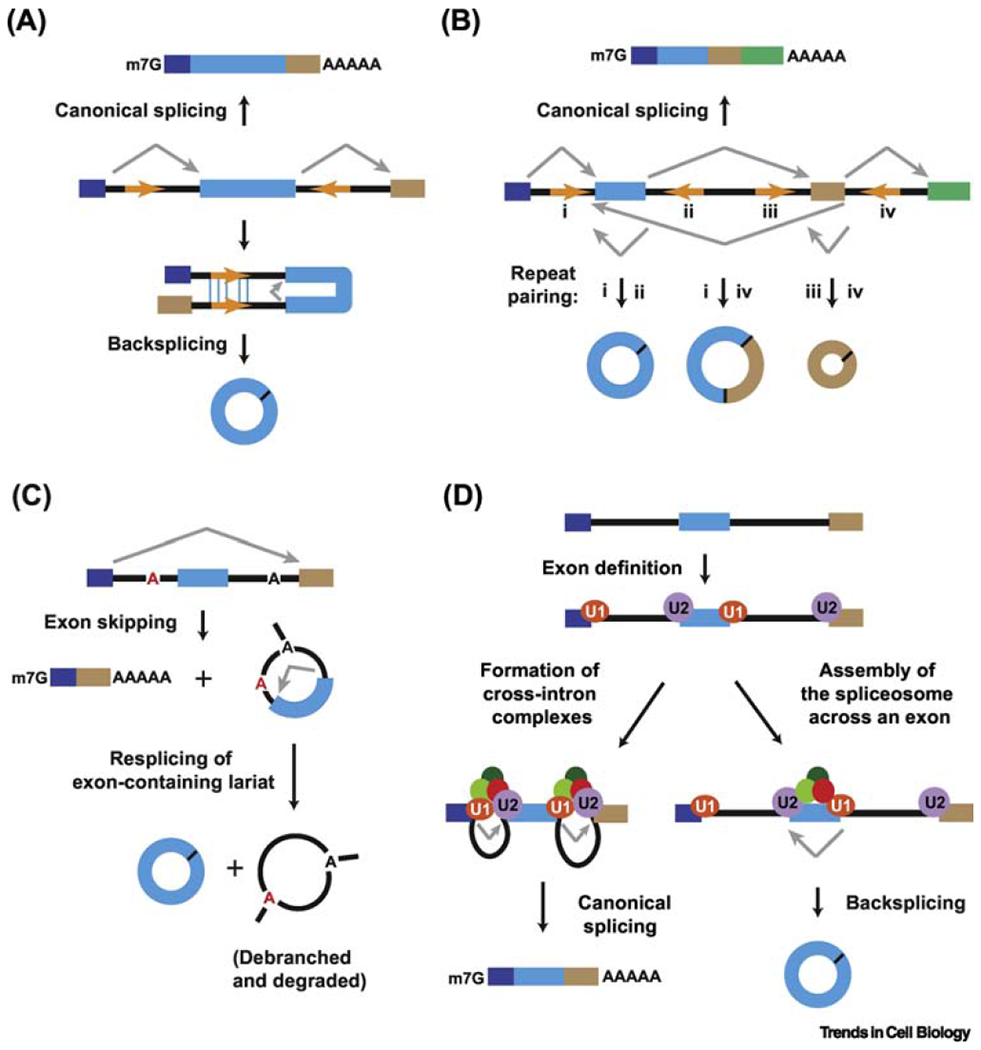 (A)
m7G AAAAA
Canonical splicing
Backsplicing
(B)
m7G AAAAA
Canonical splicing
i ii iii iv
Repeat
pairing: i ii i iv iii iv
(C)
A A
Exon skipping
m7G AAAAA + A A
Resplicing of
exon-containing lariat
+ A A
(Debranched
and degraded)
(D)
Exon definition
U1 U2 U1 U2
Formation of
cross-intron
complexes
Assembly of
the spliceosome
across an exon
U1 U2 U1 U2
U1 U2 U1 U2
Canonical
splicing
Backsplicing
m7G AAAAA
Trends in Cell Biology